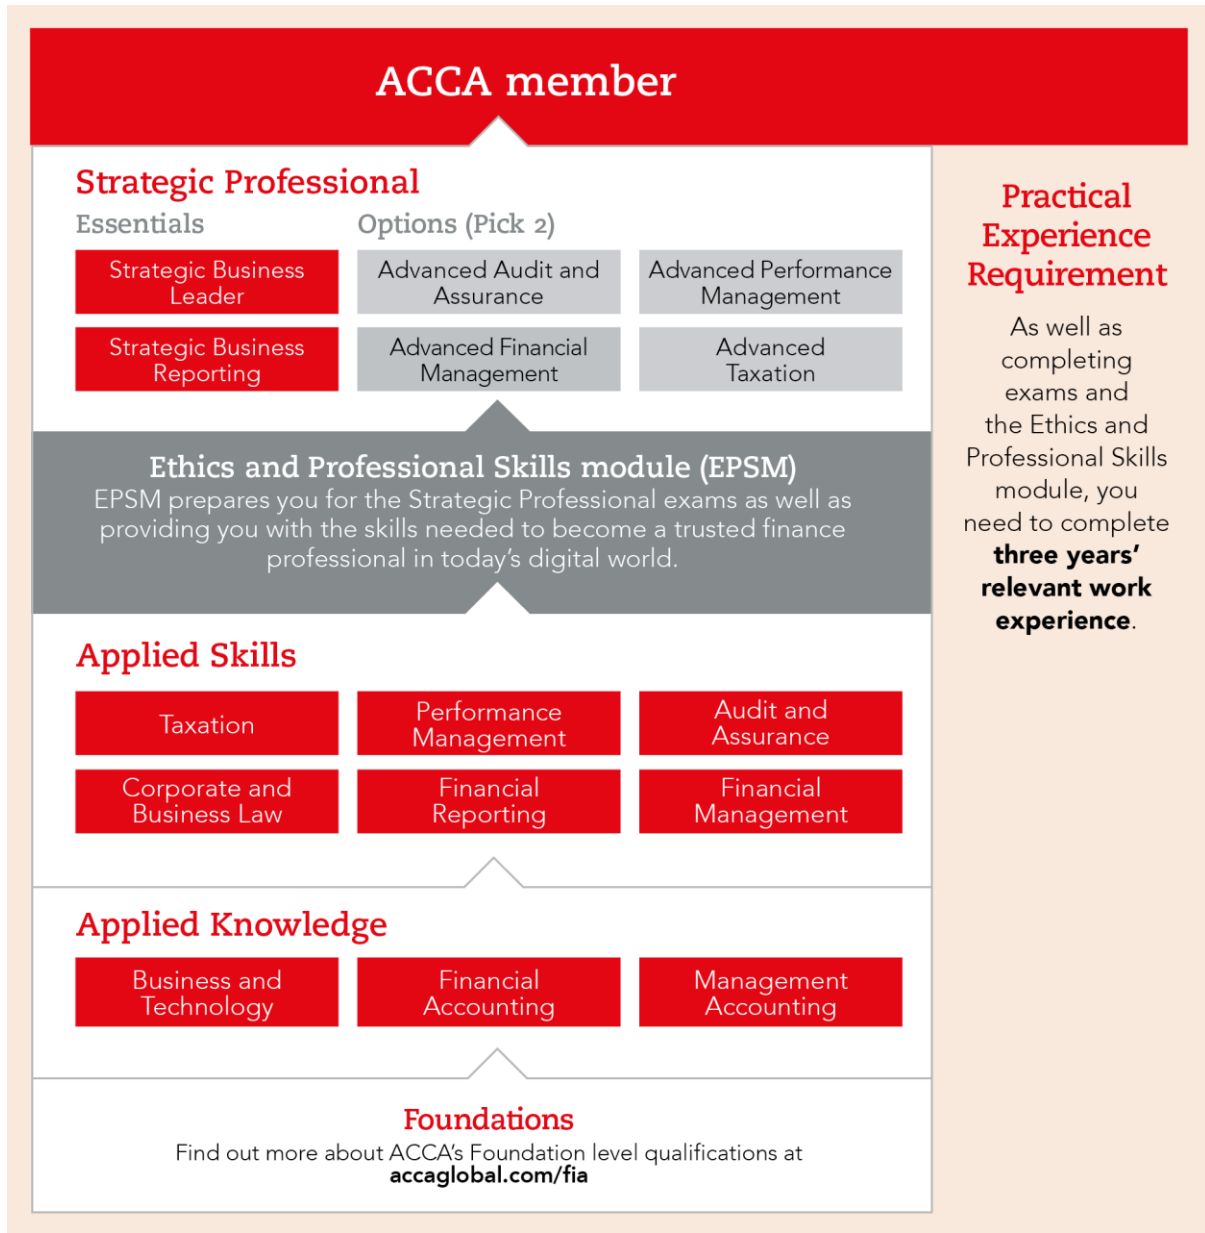 ACCA member
Strategic Professional
Essentials
Options (Pick 2)
Strategic Business
Leader
Advanced Audit and
Assurance
Advanced Performance
Management
Strategic Business
Reporting
Advanced Financial
Management
Advanced
Taxation
Ethics and Professional Skills module (EPSM)
EPSM prepares you for the Strategic Professional exams as well as
providing you with the skills needed to become a trusted finance
professional in today's digital world.
Applied Skills
Taxation
Performance
Management
Audit and
Assurance
Corporate and
Business Law
Financial
Reporting
Financial
Management
Applied Knowledge
Business and
Technology
Financial
Accounting
Management
Accounting
Foundations
Find out more about ACCA's Foundation level qualifications at
accaglobal.com/fia
Practical
Experience
Requirement
As well as
completing
exams and
the Ethics and
Professional Skills
module, you
need to complete
three years'
relevant work
experience.